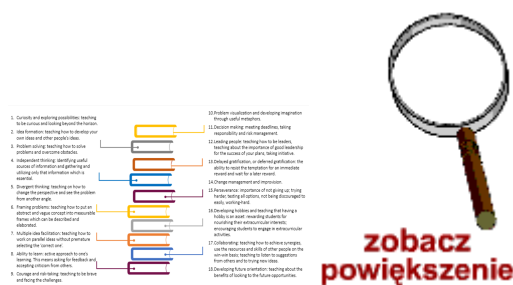 1. Curiosity and exploring possibilities: teaching
to be curious and looking beyond the horizon
2. Idea formation: teaching how to develop your
own ideas and other people's ideas.
3. Problem solving: teaching how to solve
problems and overcome obstacles.
4. Independent thinking: identifying useful
sources of information and gathering and
utilizing only that information which is
essential.
5. Divergent thinking: teaching on how to
change the perspective and see the problem
from another angle.
6. Framing problems: teaching how to put an
abstract and vague concept into measurable
frames which can be described and
elaborated.
7. Multiple idea facilitation: teaching how to
work on parallel ideas without premature
selecting the 'correct one'.
8. Ability to learn: active approach to one's
learning. This means asking for feedback and
accepting criticism from others.
9. Courage and risk-taking: teaching to be brave
and facing the challenges.
10. Problem visualization and developing imagination
through useful metaphors.
11. Decision making: meeting deadlines, taking
responsibility and risk management.
12. Leading people: teaching how to be leaders,
teaching about the importance of good leadership
for the success of your plans, taking initiative.
13. Delayed gratification, or deferred gratification: the
ability to resist the temptation for an immediate
reward and wait for a later reward.
14. Change management and improvision.
15. Perseverance: importance of not giving up; trying
harder; testing all options; not being discouraged to
easily; working-hard.
16. Developing hobbies and teaching that having a
hobby is an asset: rewarding students for
nourishing their extracurricular interests;
encouraging students to engage in extracurricular
activities.
17. Collaborating: teaching how to achieve synergies,
use the resources and skills of other people on the
win-win basis; teaching to listen to suggestions
from others and to trying new ideas.
18. Developing future orientation: teaching about the
benefits of looking to the future opportunities.
zobacz
powiększenie